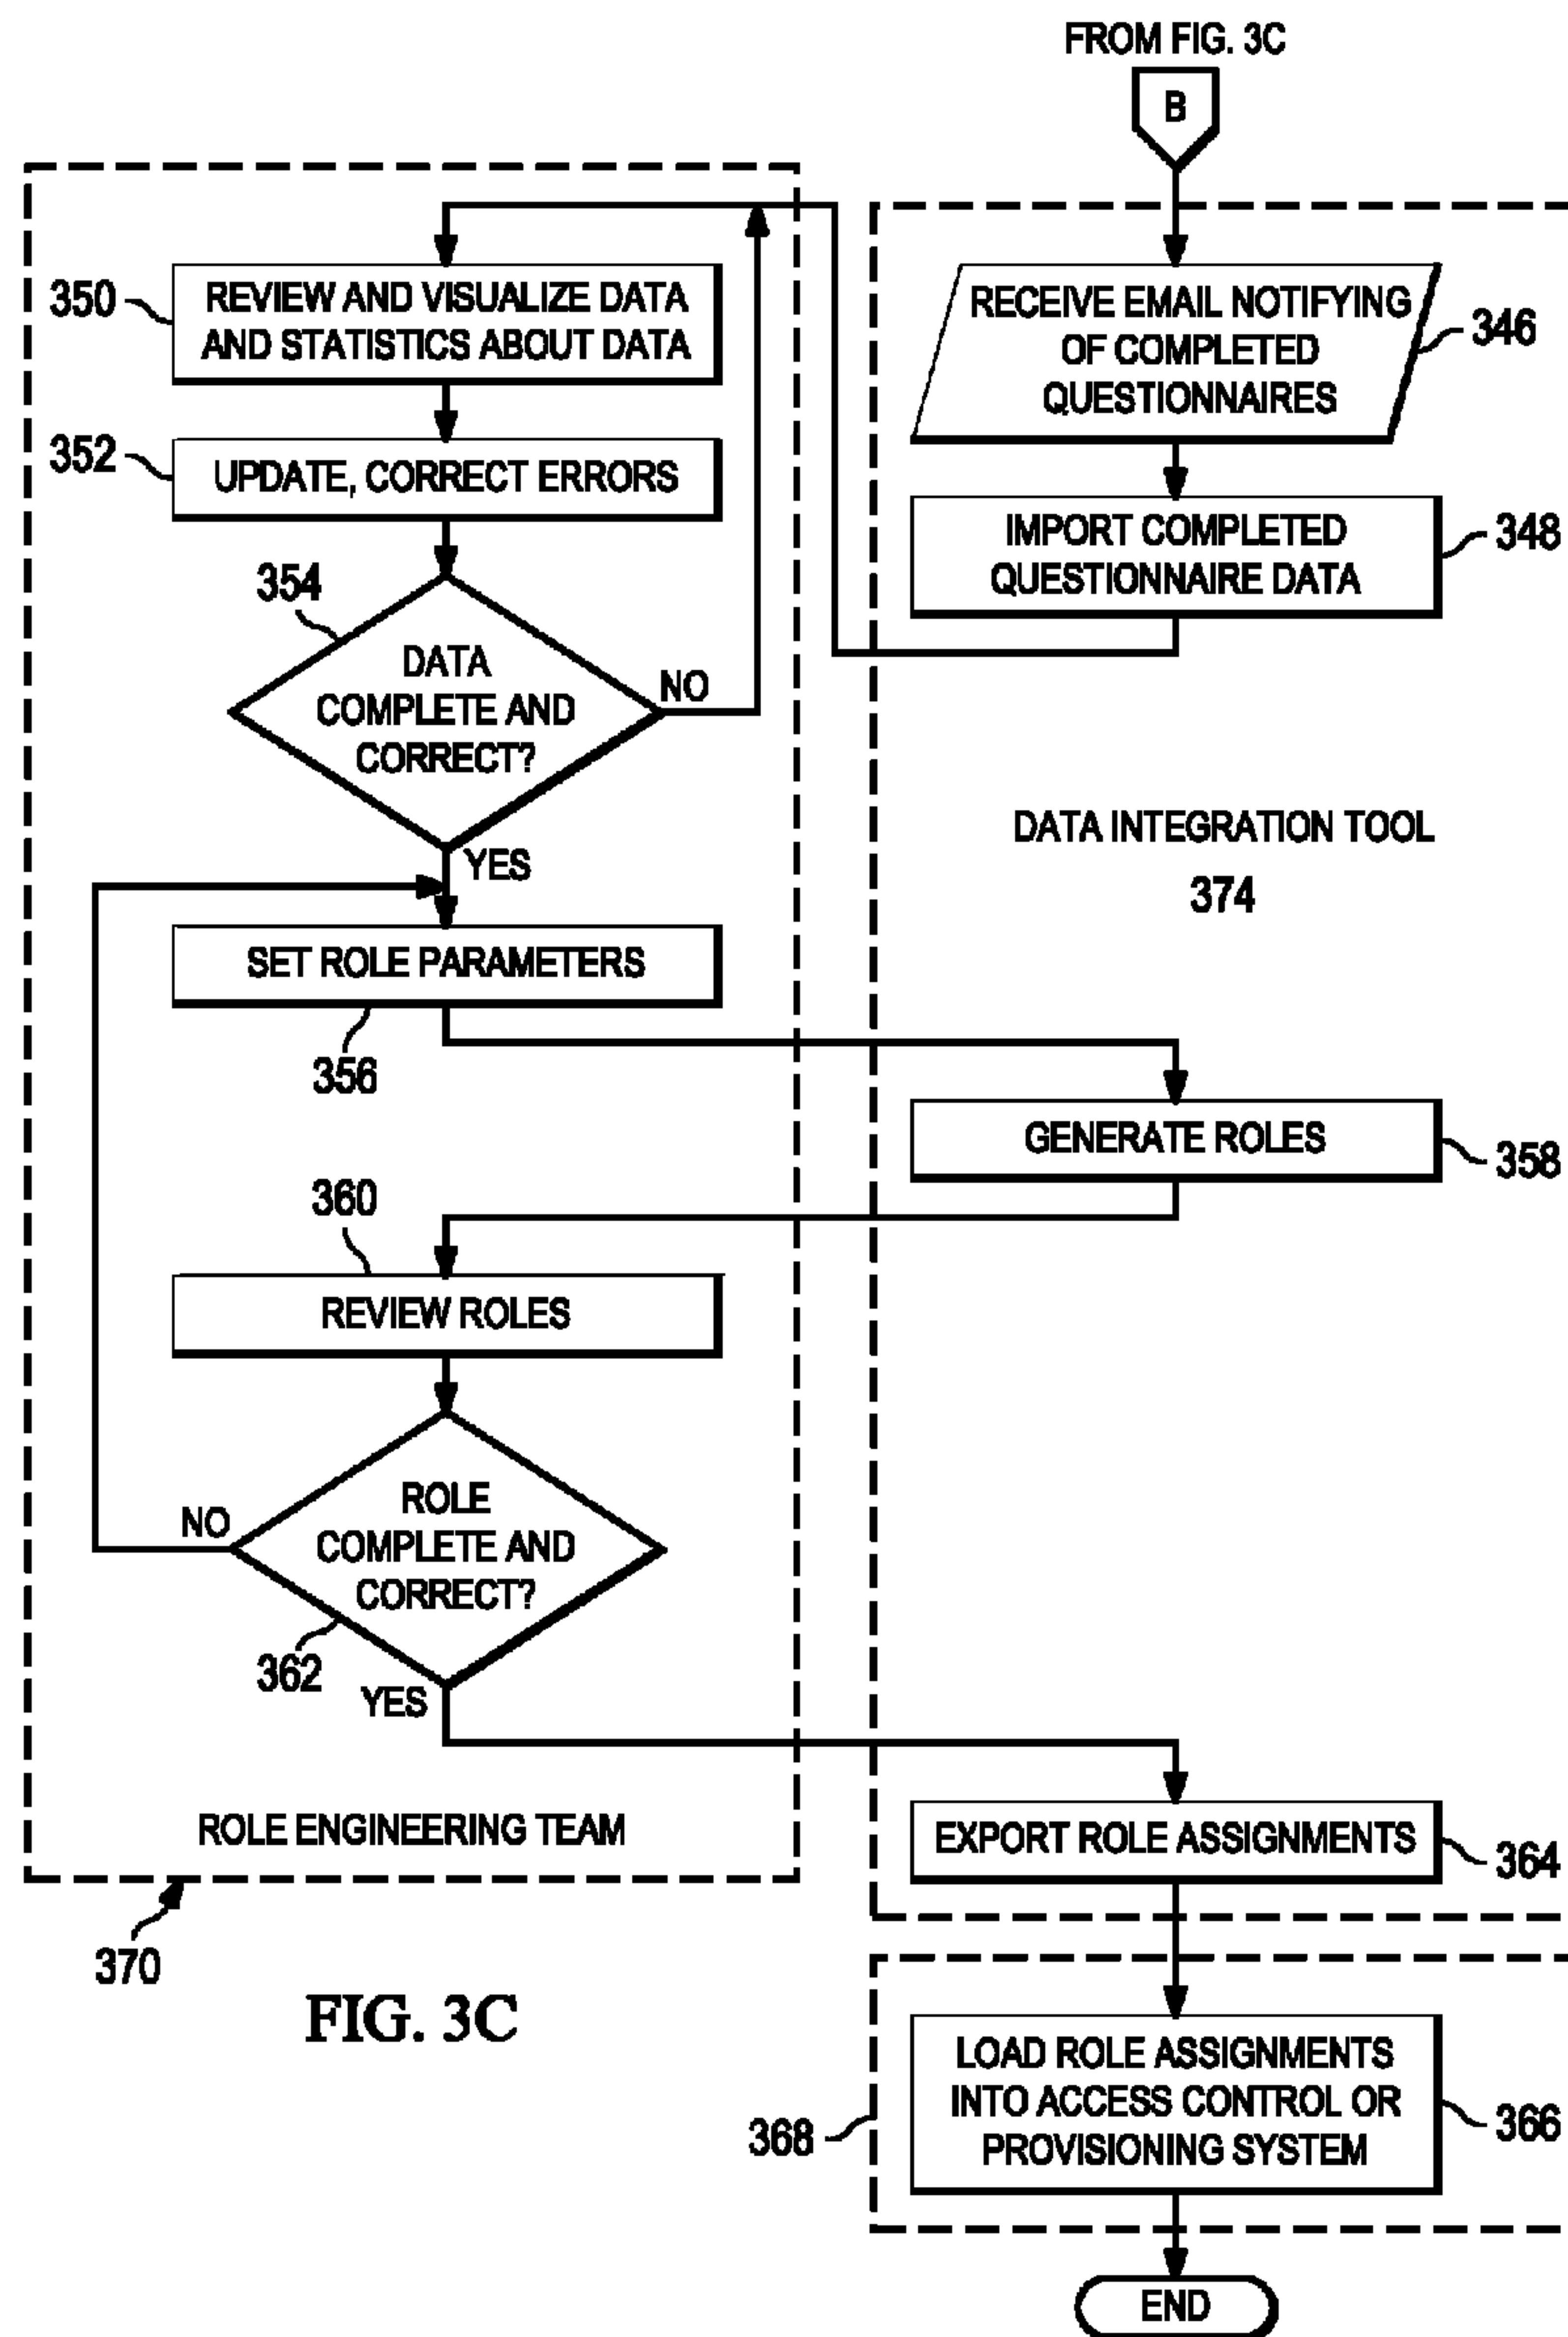 FROM FIG. 3C
B
350
REVIEW AND VISUALIZE DATA
AND STATISTICS ABOUT DATA
RECEIVE EMAIL NOTIFYING
OF COMPLETED
QUESTIONNAIRES
346
352
UPDATE, CORRECT ERRORS
IMPORT COMPLETED
QUESTIONNAIRE DATA
348
354
DATA
COMPLETE AND
CORRECT?
NO
YES
DATA INTEGRATION TOOL
374
SET ROLE PARAMETERS
356
GENERATE ROLES
358
360
REVIEW ROLES
ROLE
COMPLETE AND
CORRECT?
NO
362
YES
ROLE ENGINEERING TEAM
370
EXPORT ROLE ASSIGNMENTS
364
FIG. 3C
LOAD ROLE ASSIGNMENTS
INTO ACCESS CONTROL OR
PROVISIONING SYSTEM
368
366
END